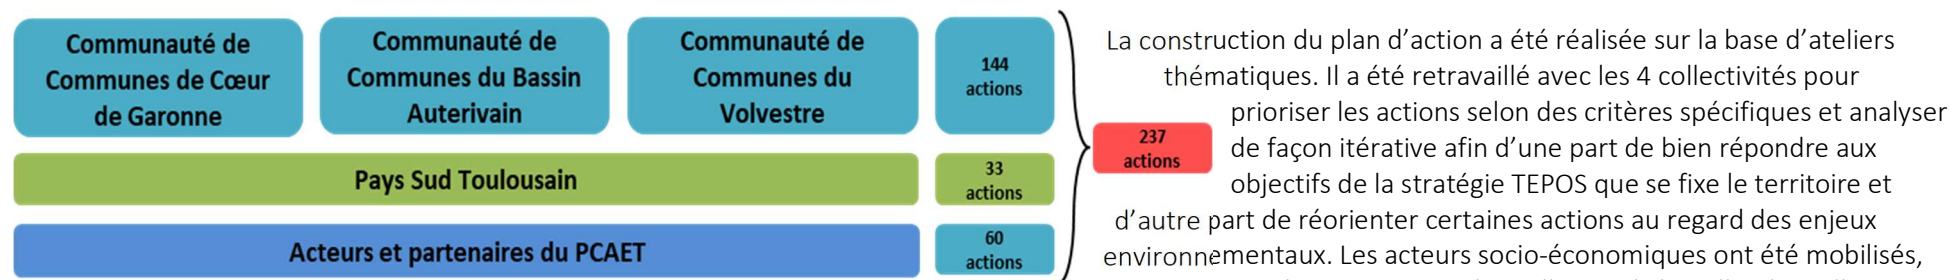 Communauté de
Communes de Cœur
de Garonne
Communauté de
Communes du Bassin
Auterivain
Communauté de
Communes du
Volvestre
144
actions
Pays Sud Toulousain
33
actions
Acteurs et partenaires du PCAET
60
actions
237
actions
La construction du plan d’action a été réalisée sur la base d’ateliers
thématiques. Il a été retravaillé avec les 4 collectivités pour
prioriser les actions selon des critères spécifiques et analyser
de façon itérative afin d’une part de bien répondre aux
objectifs de la stratégie TEPOS que se fixe le territoire et
d’autre part de réorienter certaines actions au regard des enjeux
environnementaux. Les acteurs socio-économiques ont été mobilisés,